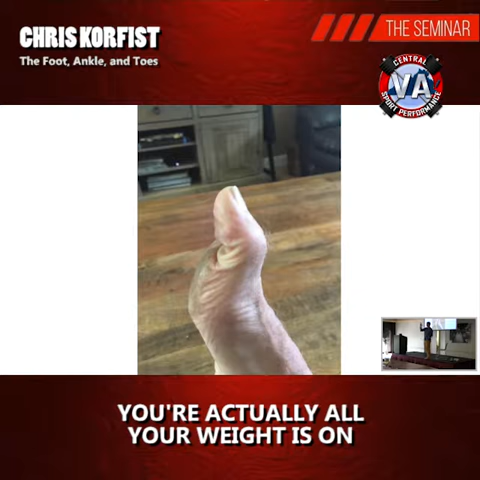 CHRIS KORFIST
The Foot, Ankle, and Toes
THE SEMINAR
CENTRAL
VA
SPORT PERFORMANCE
YOU'RE ACTUALLY ALL
YOUR WEIGHT IS ON